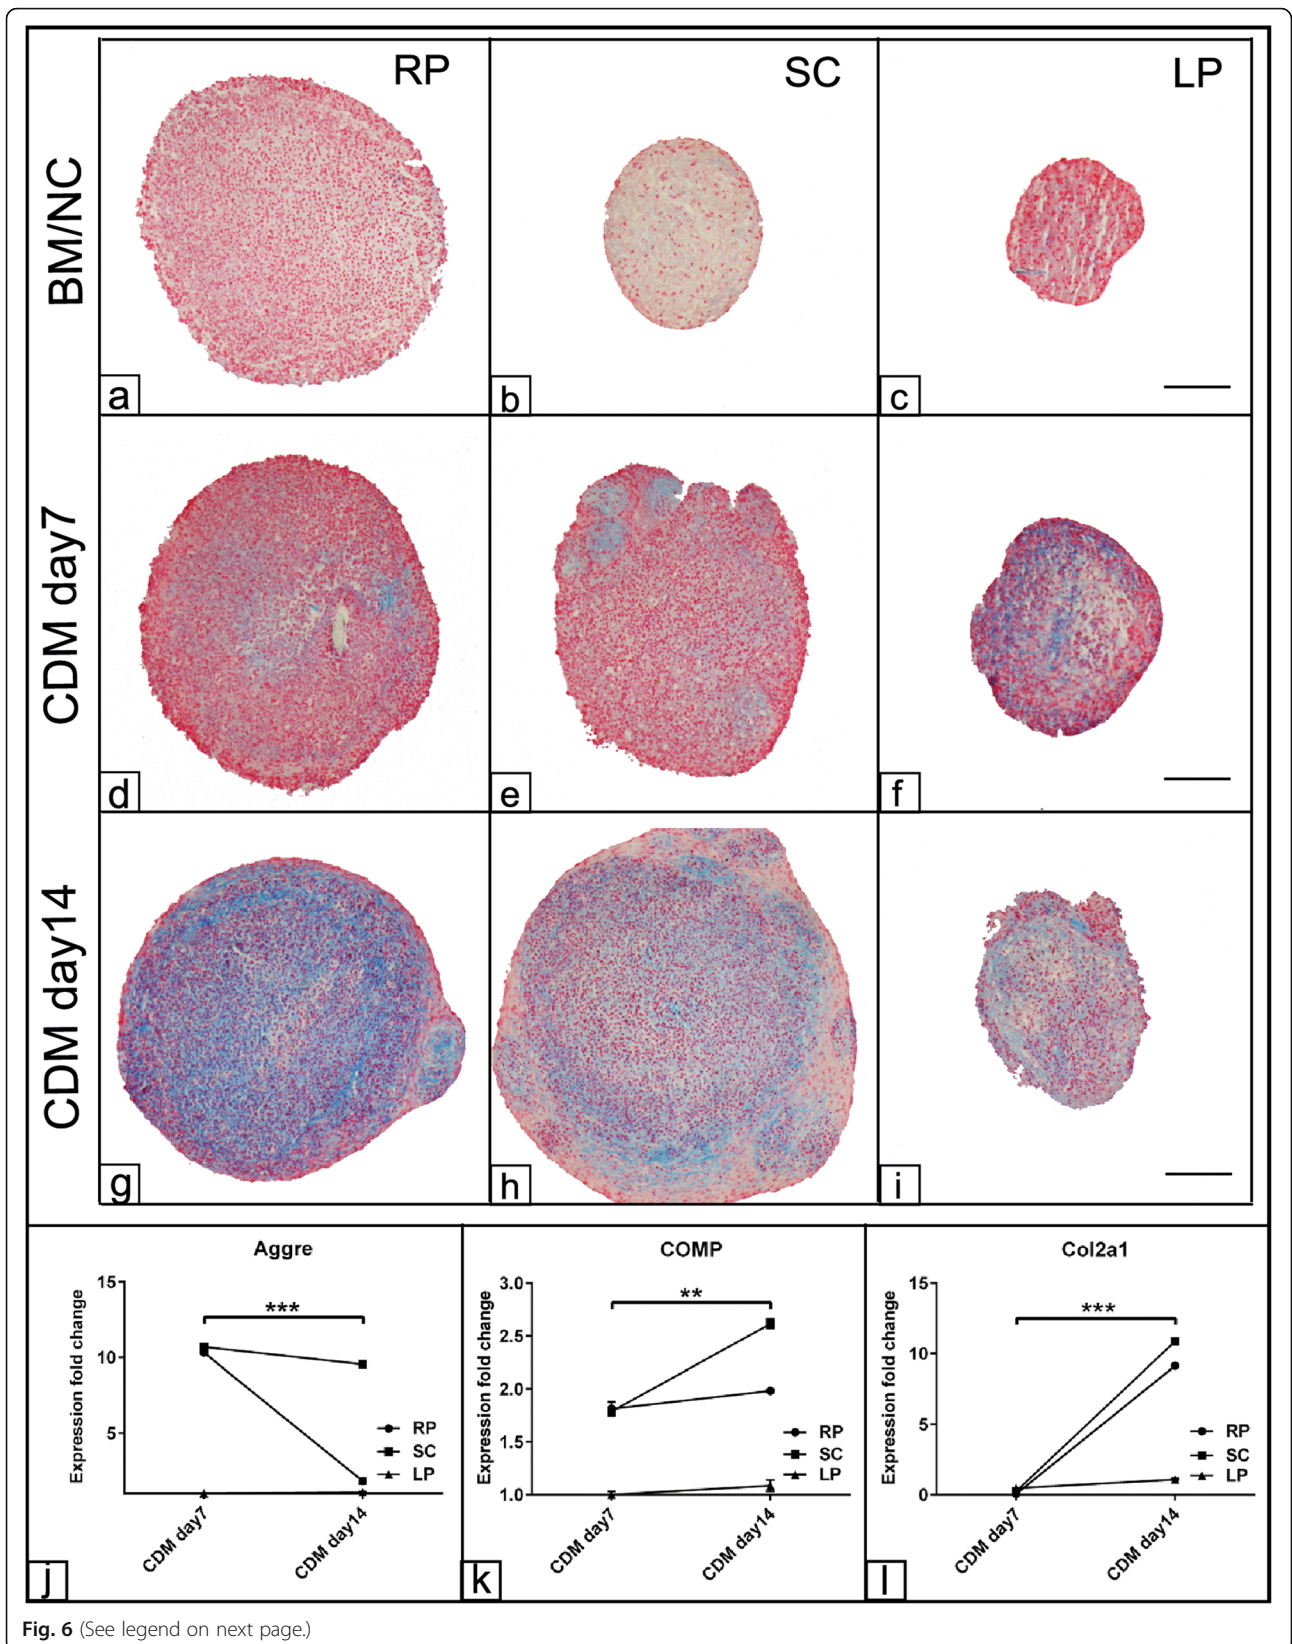 RP SC LP
BM/NC
a b c
CDM day7
d e f
CDM day14
g h i
Aggre
Expression fold change
15
10
5
***
RP
SC
LP
CDM day7
CDM day14
j
COMP
Expression fold change
3.0
2.5
2.0
1.5
1.0
**
RP
SC
LP
CDM day7
CDM day14
k
Col2a1
Expression fold change
15
10
5
0
***
RP
SC
LP
CDM day7
CDM day14
l
Fig. 6 (See legend on next page.)